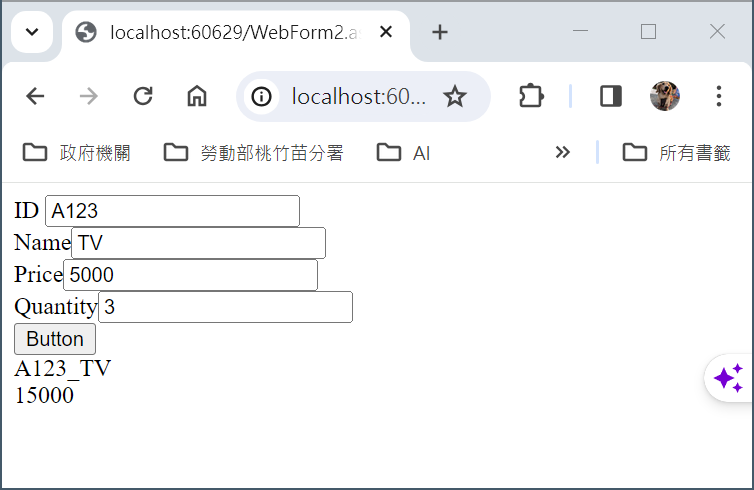 localhost:60629/WebForm2.as
localhost:60...
政府機關 勞動部桃竹苗分署 AI 所有書籤
ID A123
Name TV
Price 5000
Quantity 3
Button
A123_TV
15000